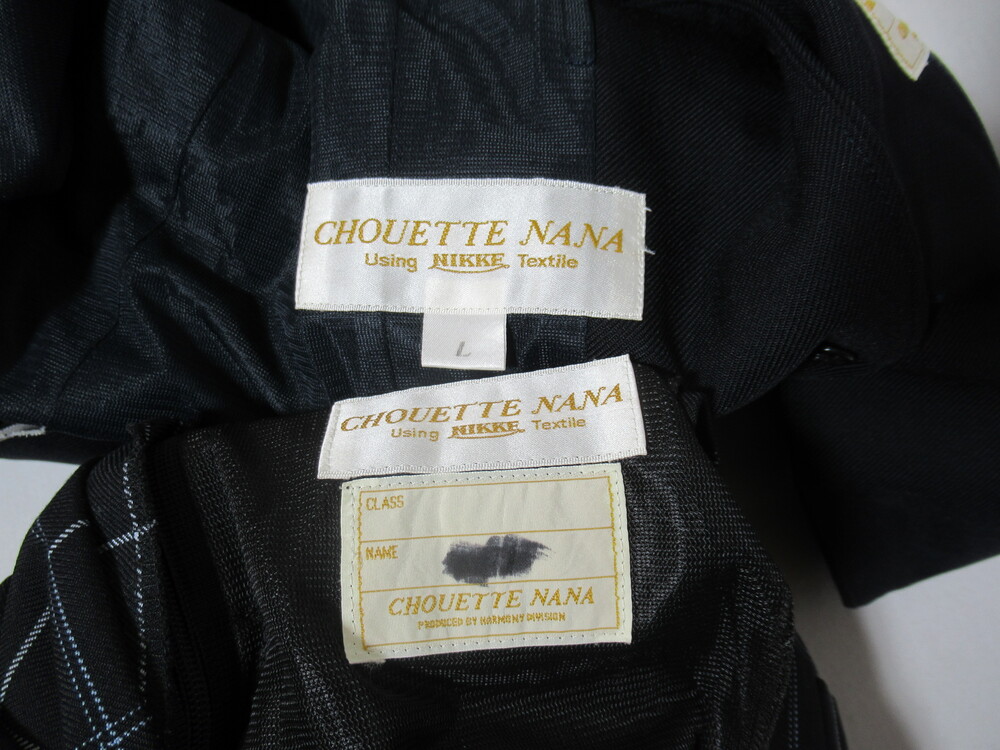 CHOUETTE NANA
Using NIKKE Textile
L
CHOUETTE NANA
Using NIKKE Textile
CLASS
NAME
CHOUETTE NANA
PRODUCED BY HARMONY DIVISION